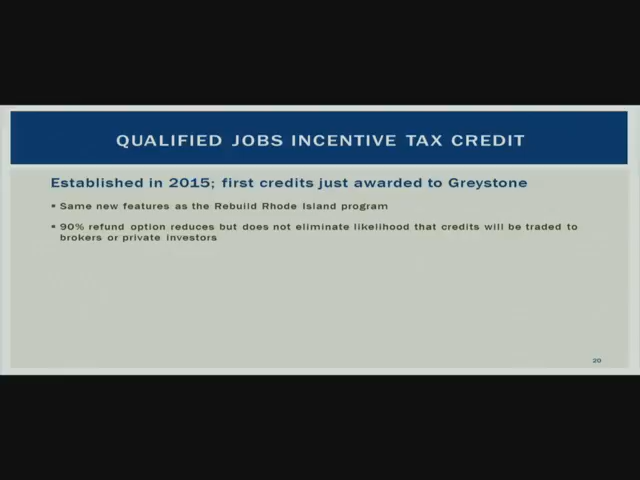 QUALIFIED JOBS INCENTIVE TAX CREDIT
Established in 2015; first credits just awarded to Greystone
▪ Same new features as the Rebuild Rhode Island program
▪ 90% refund option reduces but does not eliminate likelihood that credits will be traded to
brokers or private investors
20